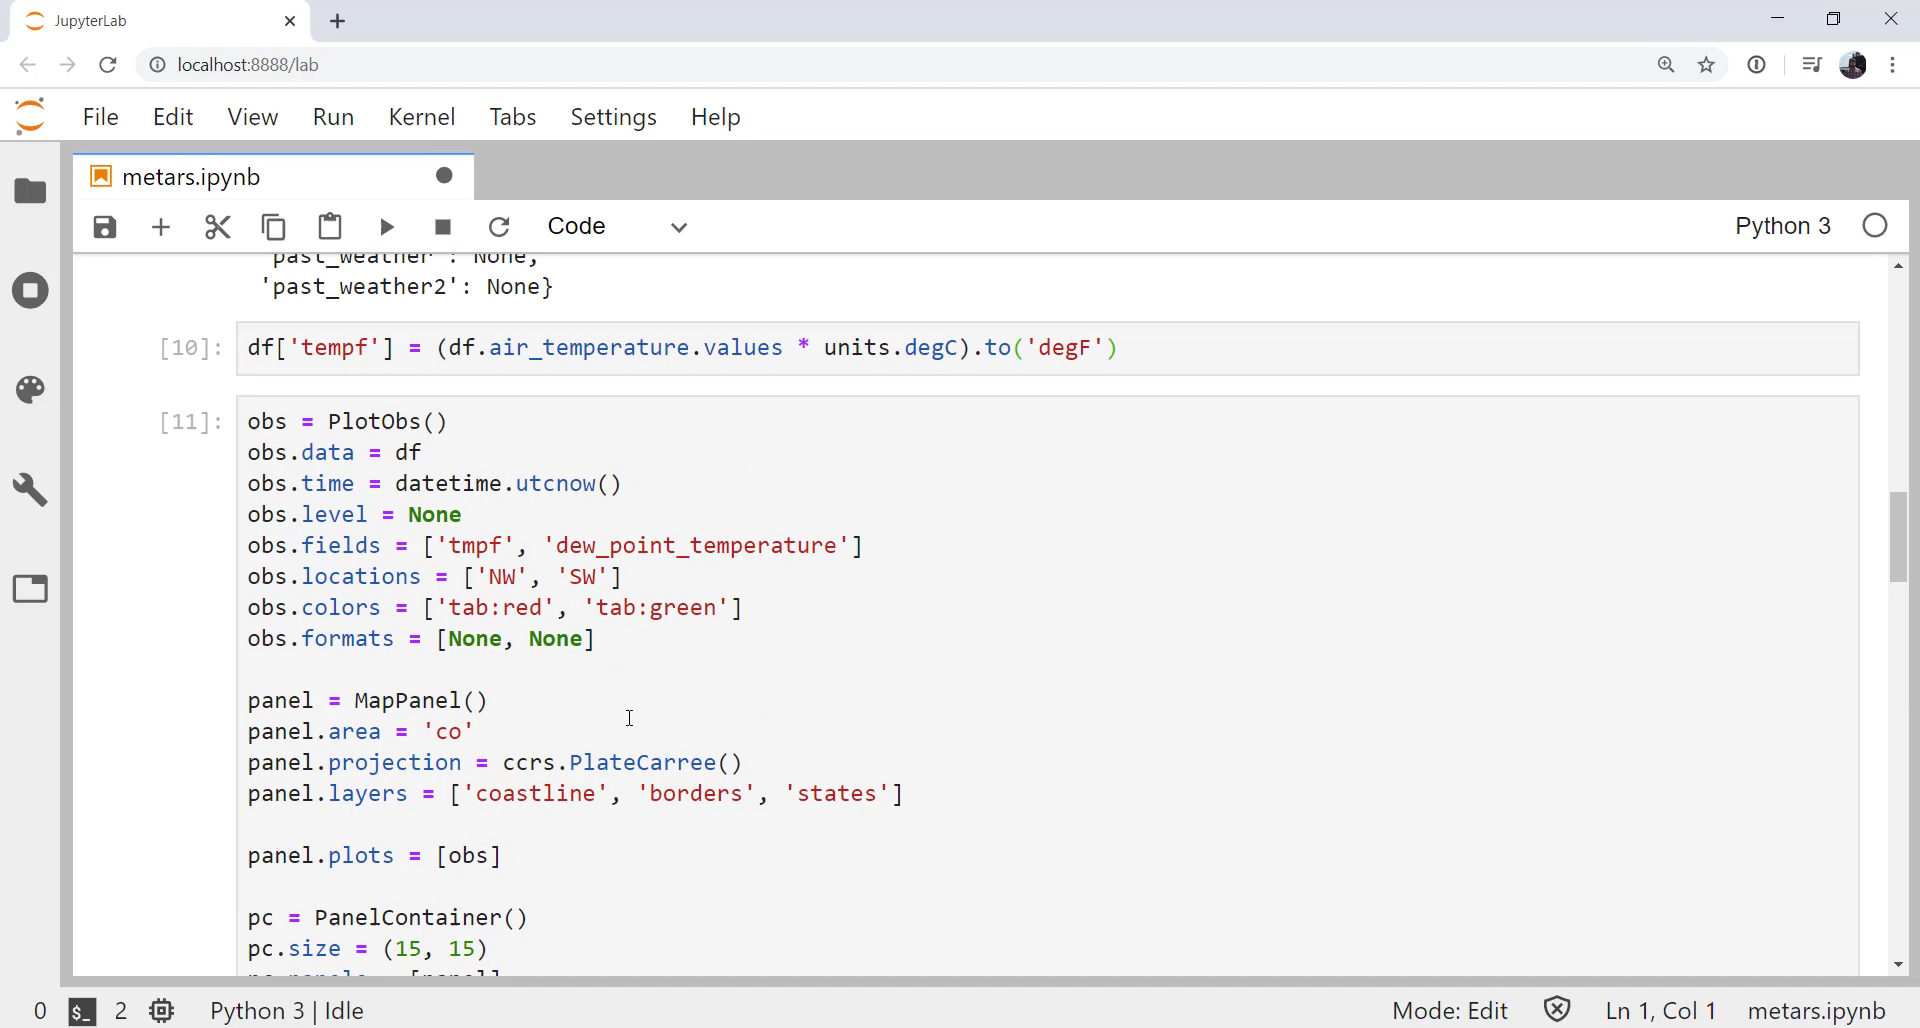 JupyterLab
localhost:8888/lab
File Edit View Run Kernel Tabs Settings Help
metars.ipynb
Code
Python 3
'past_weather': None,
'past_weather2': None}
[10]: df['tempf'] = (df.air_temperature.values * units.degC).to('degF')
[11]: obs = PlotObs()
obs.data = df
obs.time = datetime.utcnow()
obs.level = None
obs.fields = ['tmpf', 'dew_point_temperature']
obs.locations = ['NW', 'SW']
obs.colors = ['tab:red', 'tab:green']
obs.formats = [None, None]
panel = MapPanel()
panel.area = 'co'
panel.projection = ccrs.PlateCarree()
panel.layers = ['coastline', 'borders', 'states']
panel.plots = [obs]
pc = PanelContainer()
pc.size = (15, 15)
pc.panels = [panel]
0 $_ 2 Python 3 | Idle Mode: Edit Ln 1, Col 1 metars.ipynb